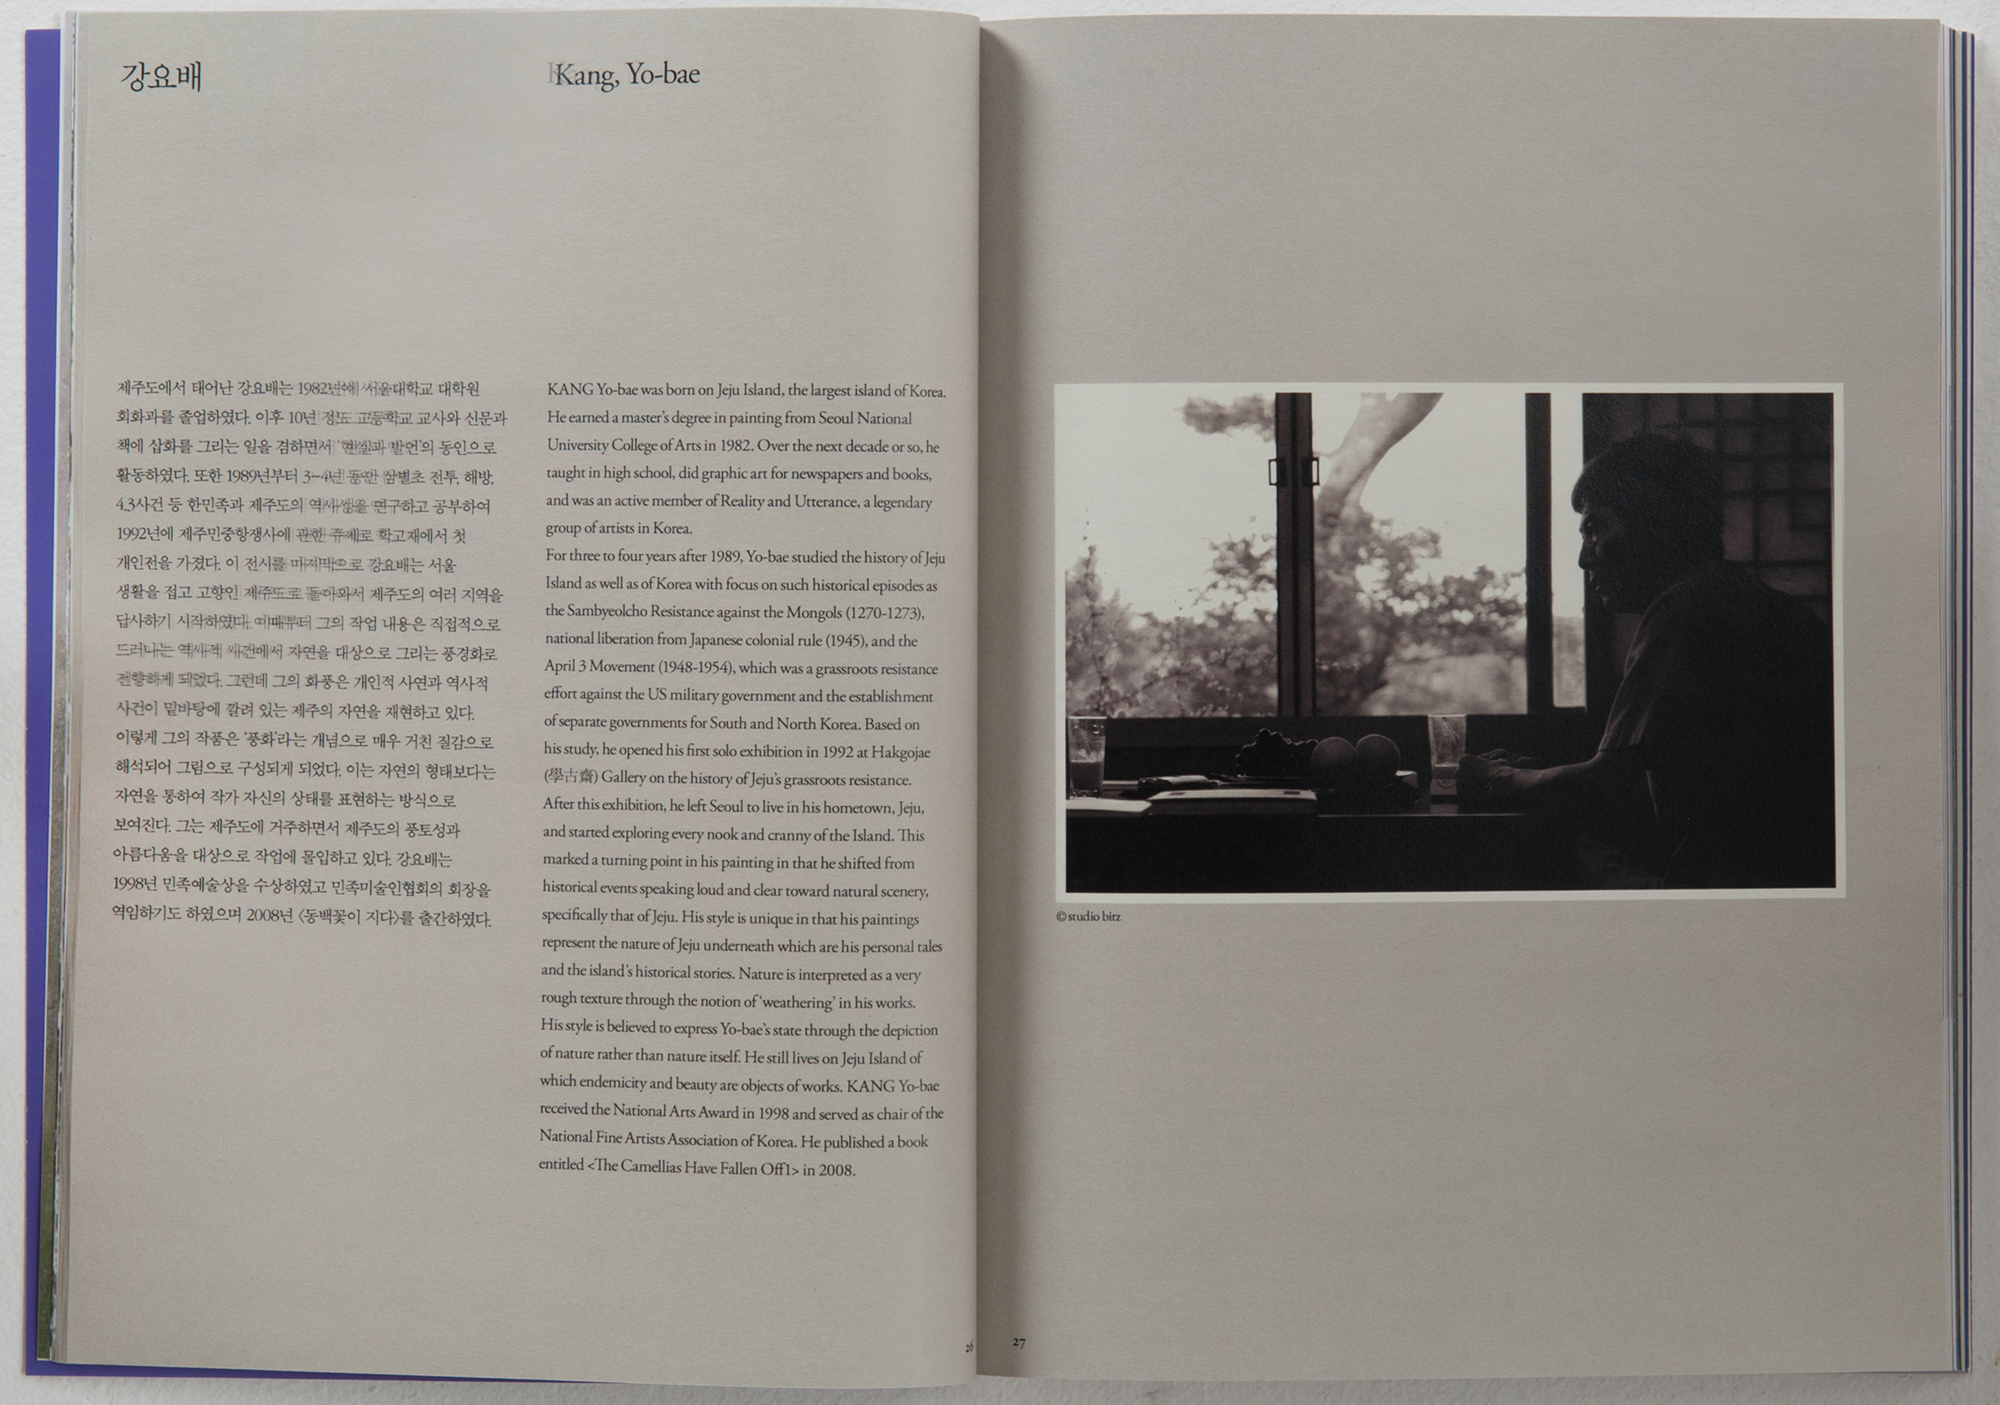 강요배
Kang, Yo-bae
제주도에서 태어난 강요배는 1982년에 서울대학교 대학원
회화과를 졸업하였다. 이후 10년 정도 고등학교 교사와 신문과
책에 삽화를 그리는 일을 겸하면서 '현실과 발언'의 동인으로
활동하였다. 또한 1989년부터 3~4년 동안 삼별초 전투, 해방,
4.3사건 등 한민족과 제주도의 역사성을 연구하고 공부하여
1992년에 제주민중항쟁사에 관한 주제로 학고재에서 첫
개인전을 가졌다. 이 전시를 마지막으로 강요배는 서울
생활을 접고 고향인 제주도로 돌아와서 제주도의 여러 지역을
답사하기 시작하였다. 이때부터 그의 작업 내용은 직접적으로
드러나는 역사적 사건에서 자연을 대상으로 그리는 풍경화로
전향하게 되었다. 그런데 그의 화풍은 개인적 사연과 역사적
사건이 밑바탕에 깔려 있는 제주의 자연을 재현하고 있다.
이렇게 그의 작품은 '풍화'라는 개념으로 매우 거친 질감으로
해석되어 그림으로 구성되게 되었다. 이는 자연의 형태보다는
자연을 통하여 작가 자신의 상태를 표현하는 방식으로
보여진다. 그는 제주도에 거주하면서 제주도의 풍토성과
아름다움을 대상으로 작업에 몰입하고 있다. 강요배는
1998년 민족예술상을 수상하였고 민족미술인협회의 회장을
역임하기도 하였으며 2008년 〈동백꽃이 지다〉를 출간하였다.
KANG Yo-bae was born on Jeju Island, the largest island of Korea.
He earned a master's degree in painting from Seoul National
University College of Arts in 1982. Over the next decade or so, he
taught in high school, did graphic art for newspapers and books,
and was an active member of Reality and Utterance, a legendary
group of artists in Korea.
For three to four years after 1989, Yo-bae studied the history of Jeju
Island as well as of Korea with focus on such historical episodes as
the Sambyeolcho Resistance against the Mongols (1270-1273),
national liberation from Japanese colonial rule (1945), and the
April 3 Movement (1948-1954), which was a grassroots resistance
effort against the US military government and the establishment
of separate governments for South and North Korea. Based on
his study, he opened his first solo exhibition in 1992 at Hakgojae
(學古齋) Gallery on the history of Jeju's grassroots resistance.
After this exhibition, he left Seoul to live in his hometown, Jeju,
and started exploring every nook and cranny of the Island. This
marked a turning point in his painting in that he shifted from
historical events speaking loud and clear toward natural scenery,
specifically that of Jeju. His style is unique in that his paintings
represent the nature of Jeju underneath which are his personal tales
and the island's historical stories. Nature is interpreted as a very
rough texture through the notion of 'weathering' in his works.
His style is believed to express Yo-bae's state through the depiction
of nature rather than nature itself. He still lives on Jeju Island of
which endemicity and beauty are objects of works. KANG Yo-bae
received the National Arts Award in 1998 and served as chair of the
National Fine Artists Association of Korea. He published a book
entitled <The Camellias Have Fallen Off1> in 2008.
26
© studio bitz
27